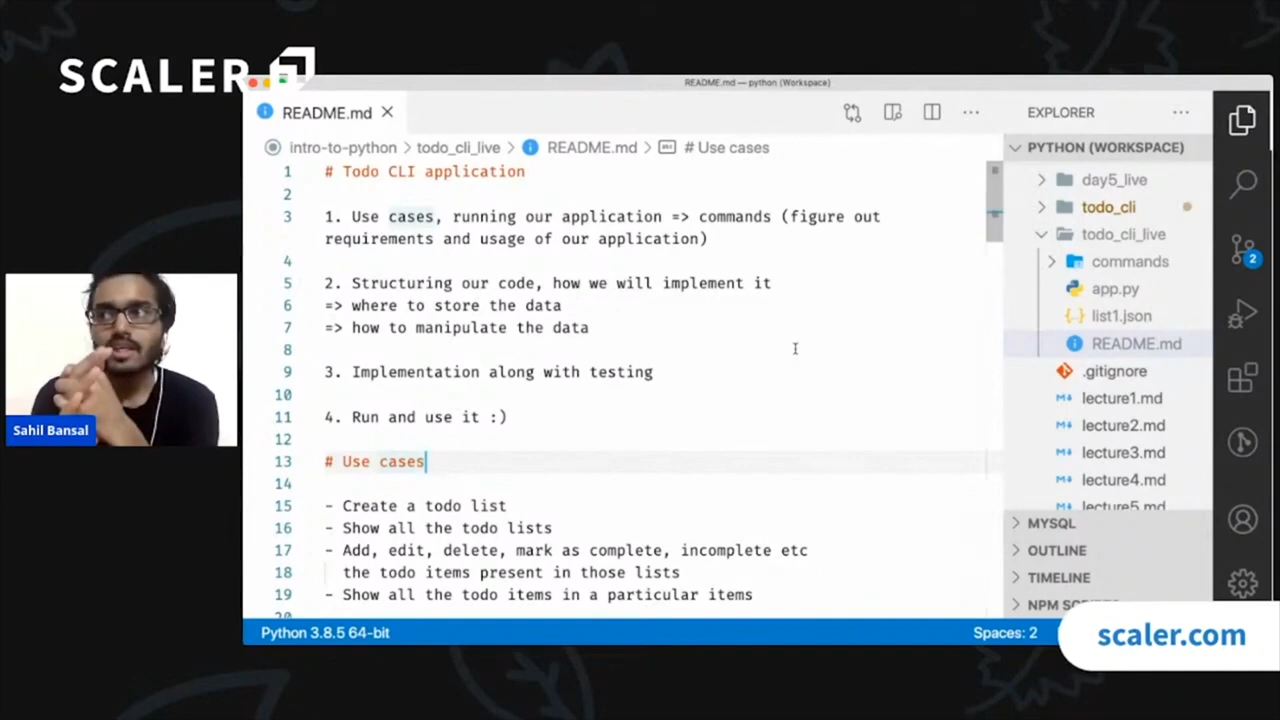 SCALER
README.md — python (Workspace)
README.md
intro-to-python > todo_cli_live > README.md > # Use cases
1 # Todo CLI application
2
3 1. Use cases, running our application => commands (figure out
requirements and usage of our application)
4
5 2. Structuring our code, how we will implement it
6 => where to store the data
7 => how to manipulate the data
8
9 3. Implementation along with testing
10
11 4. Run and use it :)
12
13 # Use cases
14
15 - Create a todo list
16 - Show all the todo lists
17 - Add, edit, delete, mark as complete, incomplete etc
18 the todo items present in those lists
19 - Show all the todo items in a particular items
20
EXPLORER
PYTHON (WORKSPACE)
day5_live
todo_cli
todo_cli_live
commands
app.py
list1.json
README.md
.gitignore
lecture1.md
lecture2.md
lecture3.md
lecture4.md
lecture5.md
MYSQL
OUTLINE
TIMELINE
NPM
2
Sahil Bansal
Python 3.8.5 64-bit
Spaces: 2
scaler.com